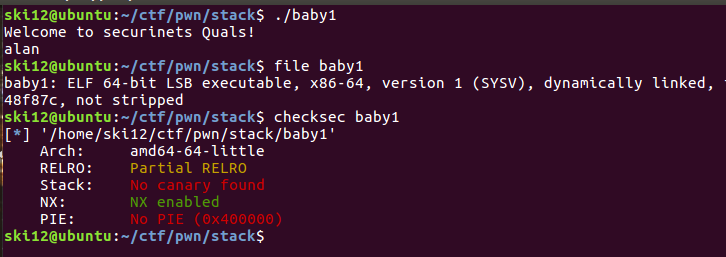 ski12@ubuntu:~/ctf/pwn/stack$ ./baby1
Welcome to securinets Quals!
alan
ski12@ubuntu:~/ctf/pwn/stack$ file baby1
baby1: ELF 64-bit LSB executable, x86-64, version 1 (SYSV), dynamically linked,
48f87c, not stripped
ski12@ubuntu:~/ctf/pwn/stack$ checksec baby1
[*] '/home/ski12/ctf/pwn/stack/baby1'
    Arch:     amd64-64-little
    RELRO:    Partial RELRO
    Stack:    No canary found
    NX:       NX enabled
    PIE:      No PIE (0x400000)
ski12@ubuntu:~/ctf/pwn/stack$